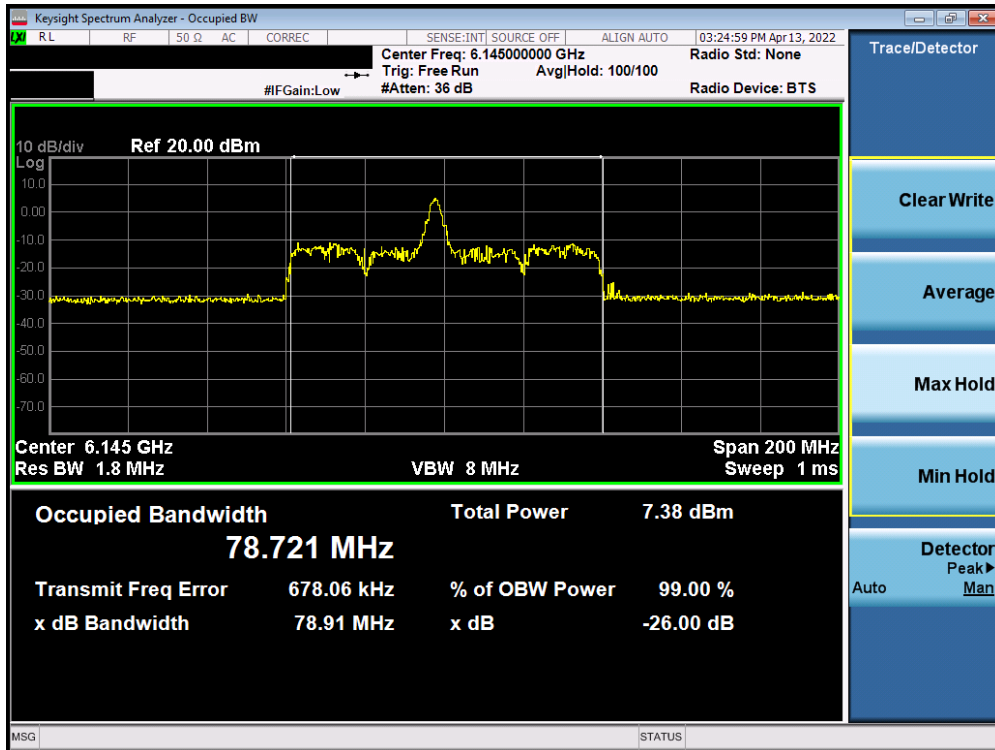 Keysight Spectrum Analyzer - Occupied BW
LXI RL RF 50 Ω AC CORREC SENSE:INT SOURCE OFF ALIGN AUTO 03:24:59 PM Apr 13, 2022
Center Freq: 6.145000000 GHz Radio Std: None
Trig: Free Run Avg|Hold: 100/100
#IFGain:Low #Atten: 36 dB Radio Device: BTS
10 dB/div Ref 20.00 dBm
Log
10.0
0.00
-10.0
-20.0
-30.0
-40.0
-50.0
-60.0
-70.0
Center 6.145 GHz Span 200 MHz
Res BW 1.8 MHz VBW 8 MHz Sweep 1 ms
Occupied Bandwidth Total Power 7.38 dBm
78.721 MHz
Transmit Freq Error 678.06 kHz % of OBW Power 99.00 %
x dB Bandwidth 78.91 MHz x dB -26.00 dB
MSG STATUS
Trace/Detector
Clear Write
Average
Max Hold
Min Hold
Detector
Peak▶
Auto Man